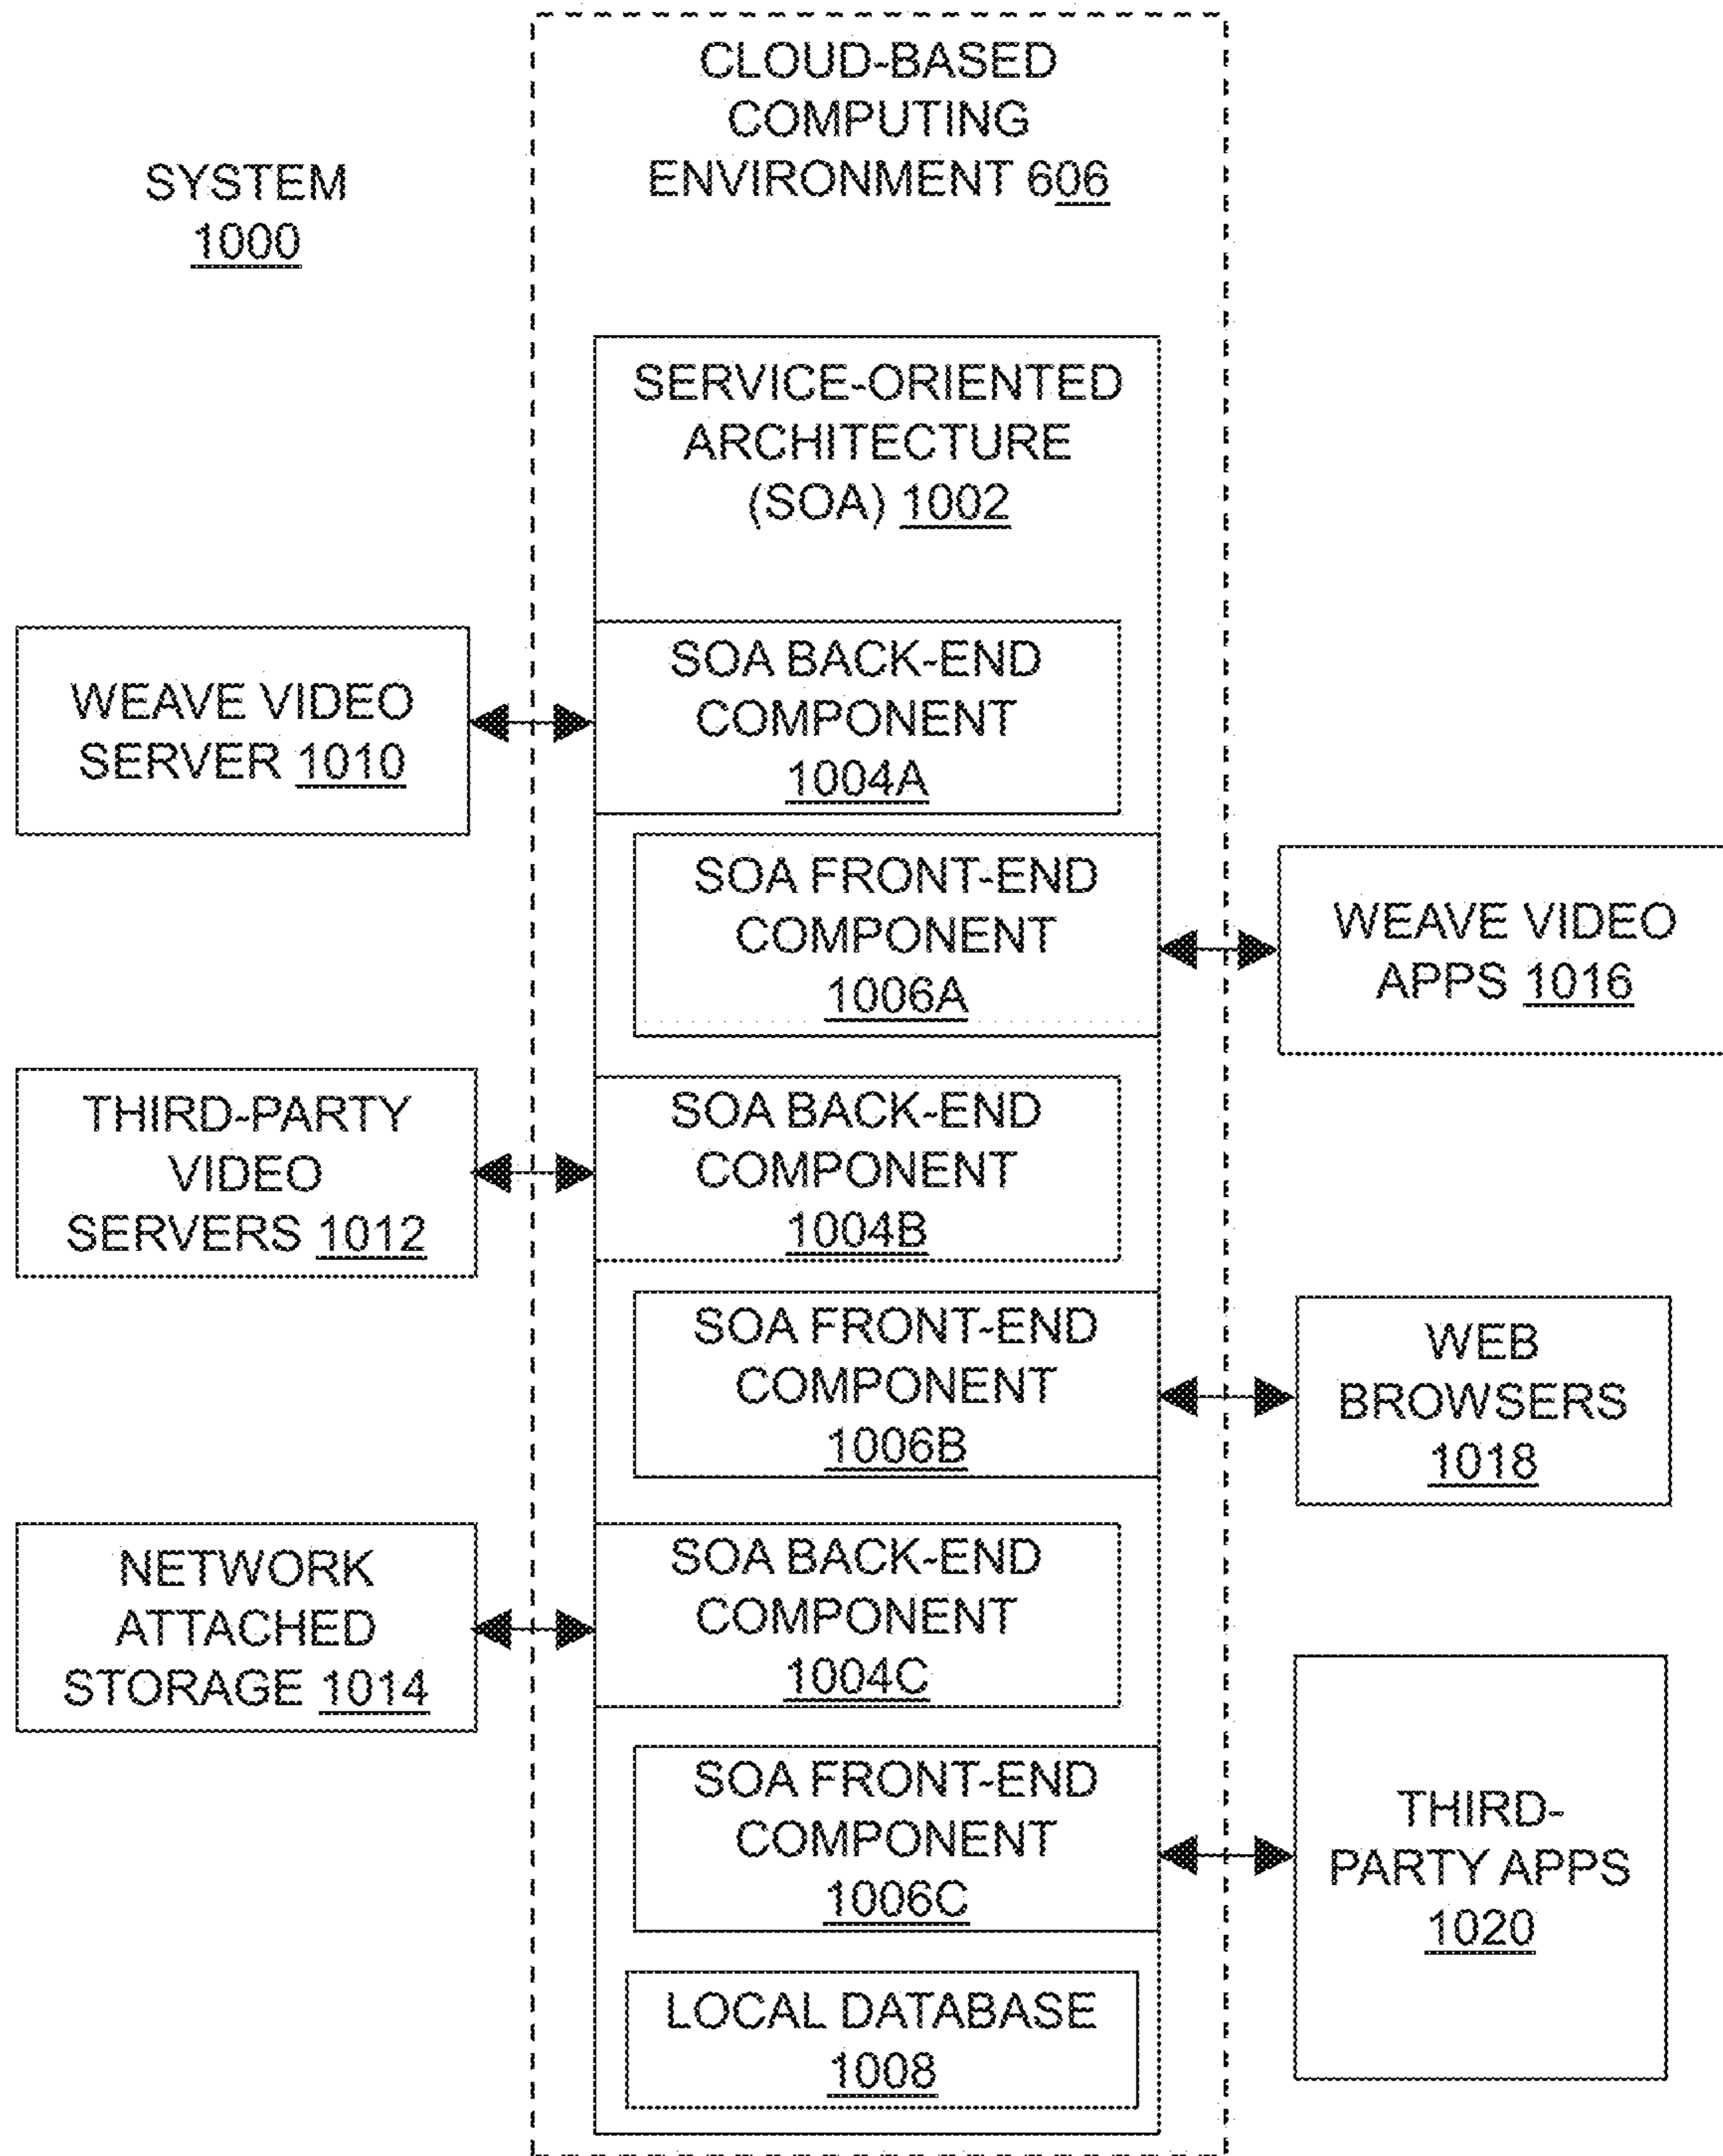 SYSTEM
1000
CLOUD-BASED
COMPUTING
ENVIRONMENT 606
SERVICE-ORIENTED
ARCHITECTURE
(SOA) 1002
WEAVE VIDEO
SERVER 1010
SOA BACK-END
COMPONENT
1004A
SOA FRONT-END
COMPONENT
1006A
WEAVE VIDEO
APPS 1016
THIRD-PARTY
VIDEO
SERVERS 1012
SOA BACK-END
COMPONENT
1004B
SOA FRONT-END
COMPONENT
1006B
WEB
BROWSERS
1018
NETWORK
ATTACHED
STORAGE 1014
SOA BACK-END
COMPONENT
1004C
SOA FRONT-END
COMPONENT
1006C
THIRD-
PARTY APPS
1020
LOCAL DATABASE
1008